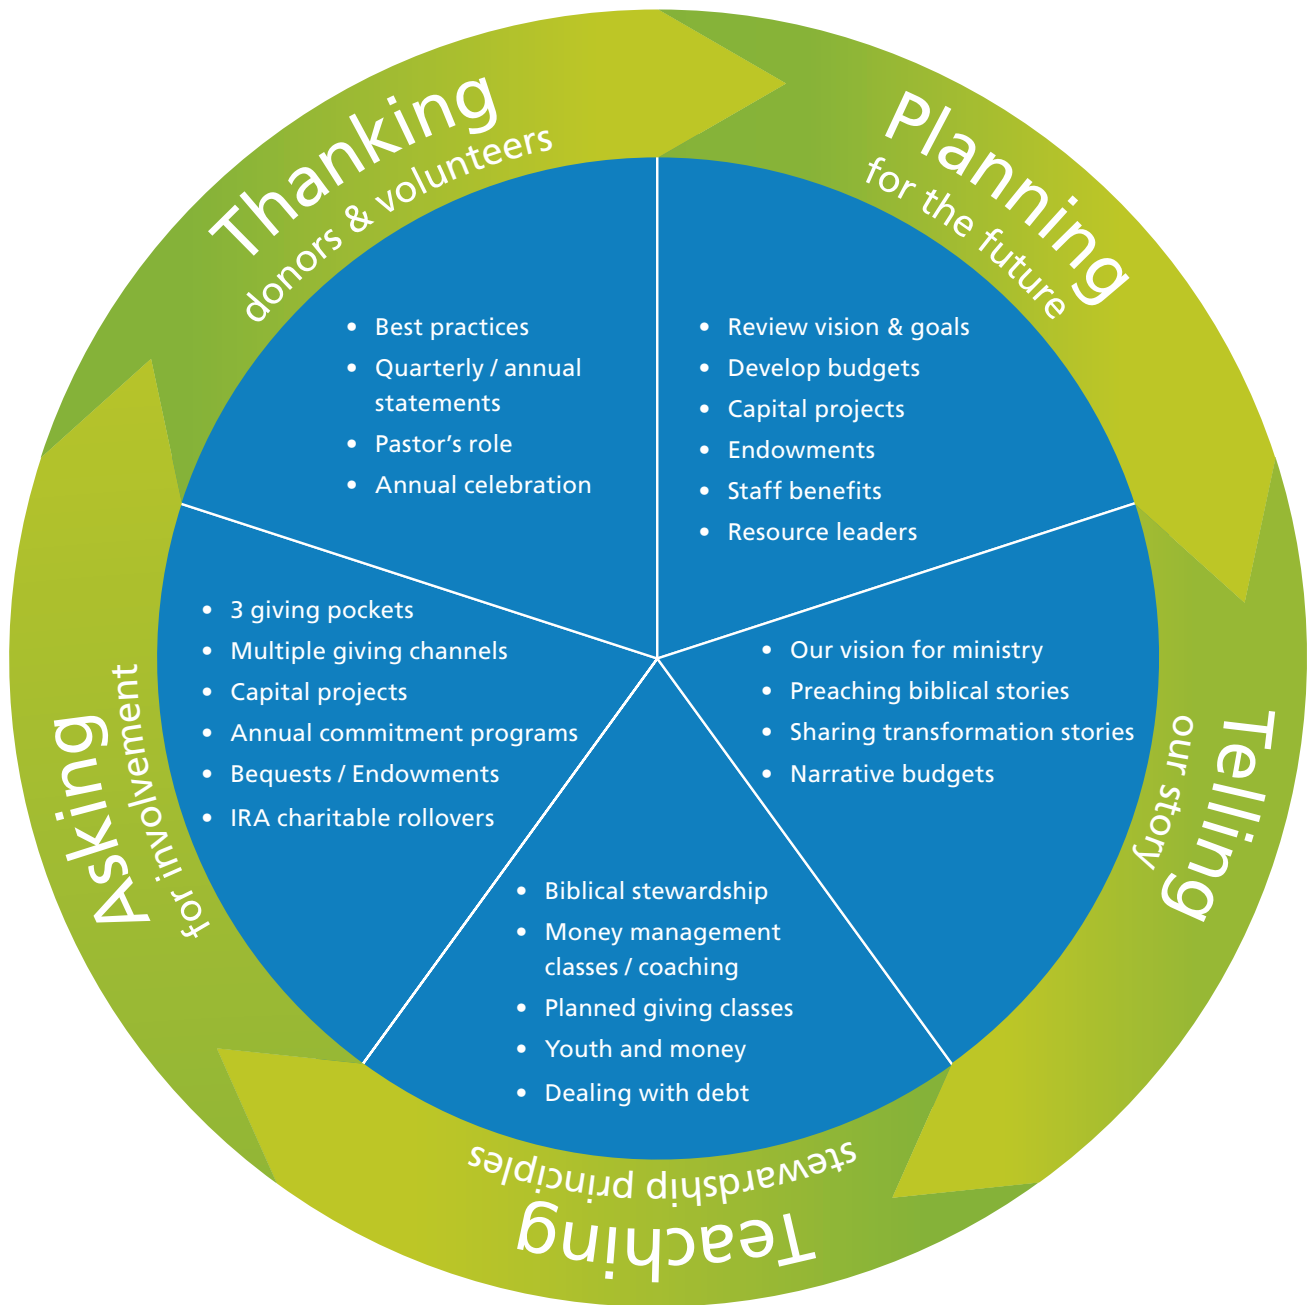 Planning
for the future
• Review vision & goals
• Develop budgets
• Capital projects
• Endowments
• Staff benefits
• Resource leaders
Telling
our story
• Our vision for ministry
• Preaching biblical stories
• Sharing transformation stories
• Narrative budgets
Teaching
stewardship principles
• Biblical stewardship
• Money management
classes / coaching
• Planned giving classes
• Youth and money
• Dealing with debt
Asking
for involvement
• 3 giving pockets
• Multiple giving channels
• Capital projects
• Annual commitment programs
• Bequests / Endowments
• IRA charitable rollovers
Thanking
donors & volunteers
• Best practices
• Quarterly / annual
statements
• Pastor’s role
• Annual celebration